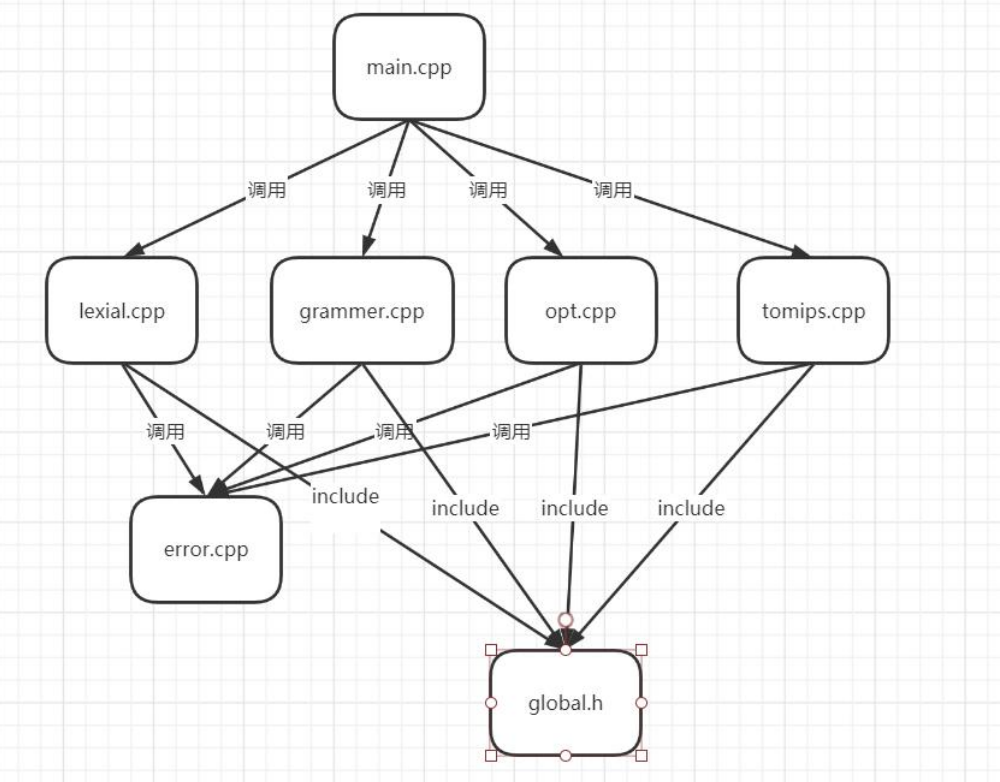 main.cpp
调用
调用
调用
调用
lexial.cpp
grammer.cpp
opt.cpp
tomips.cpp
调用
调用
调用
调用
include
include
include
include
error.cpp
global.h